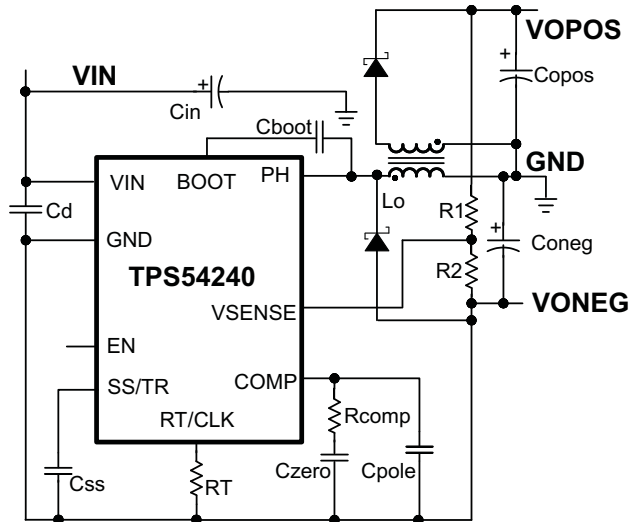 VOPOS
VIN
+
Copos
+
Cin
Cboot
GND
VIN
BOOT
PH
Lo
R1
Cd
+
GND
Coneg
R2
TPS54240
VONEG
VSENSE
EN
COMP
SS/TR
Rcomp
RT/CLK
Czero
Cpole
Css
RT